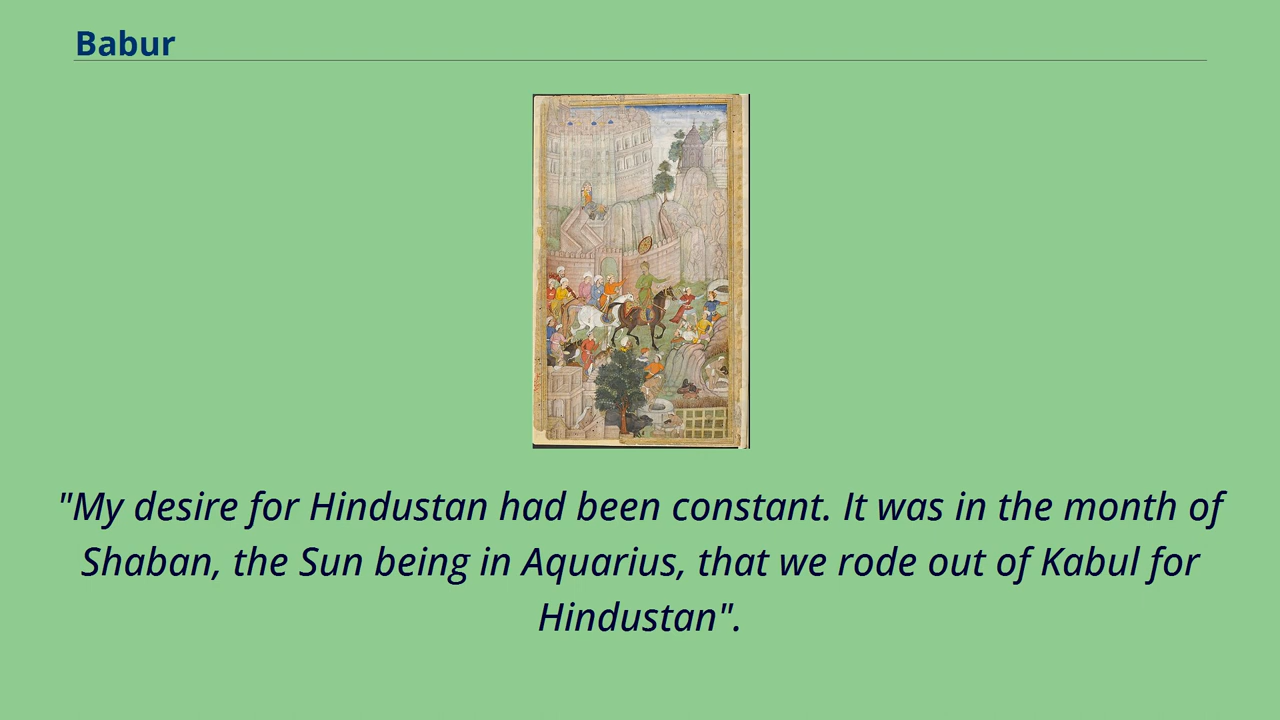 Babur
"My desire for Hindustan had been constant. It was in the month of
Shaban, the Sun being in Aquarius, that we rode out of Kabul for
Hindustan".